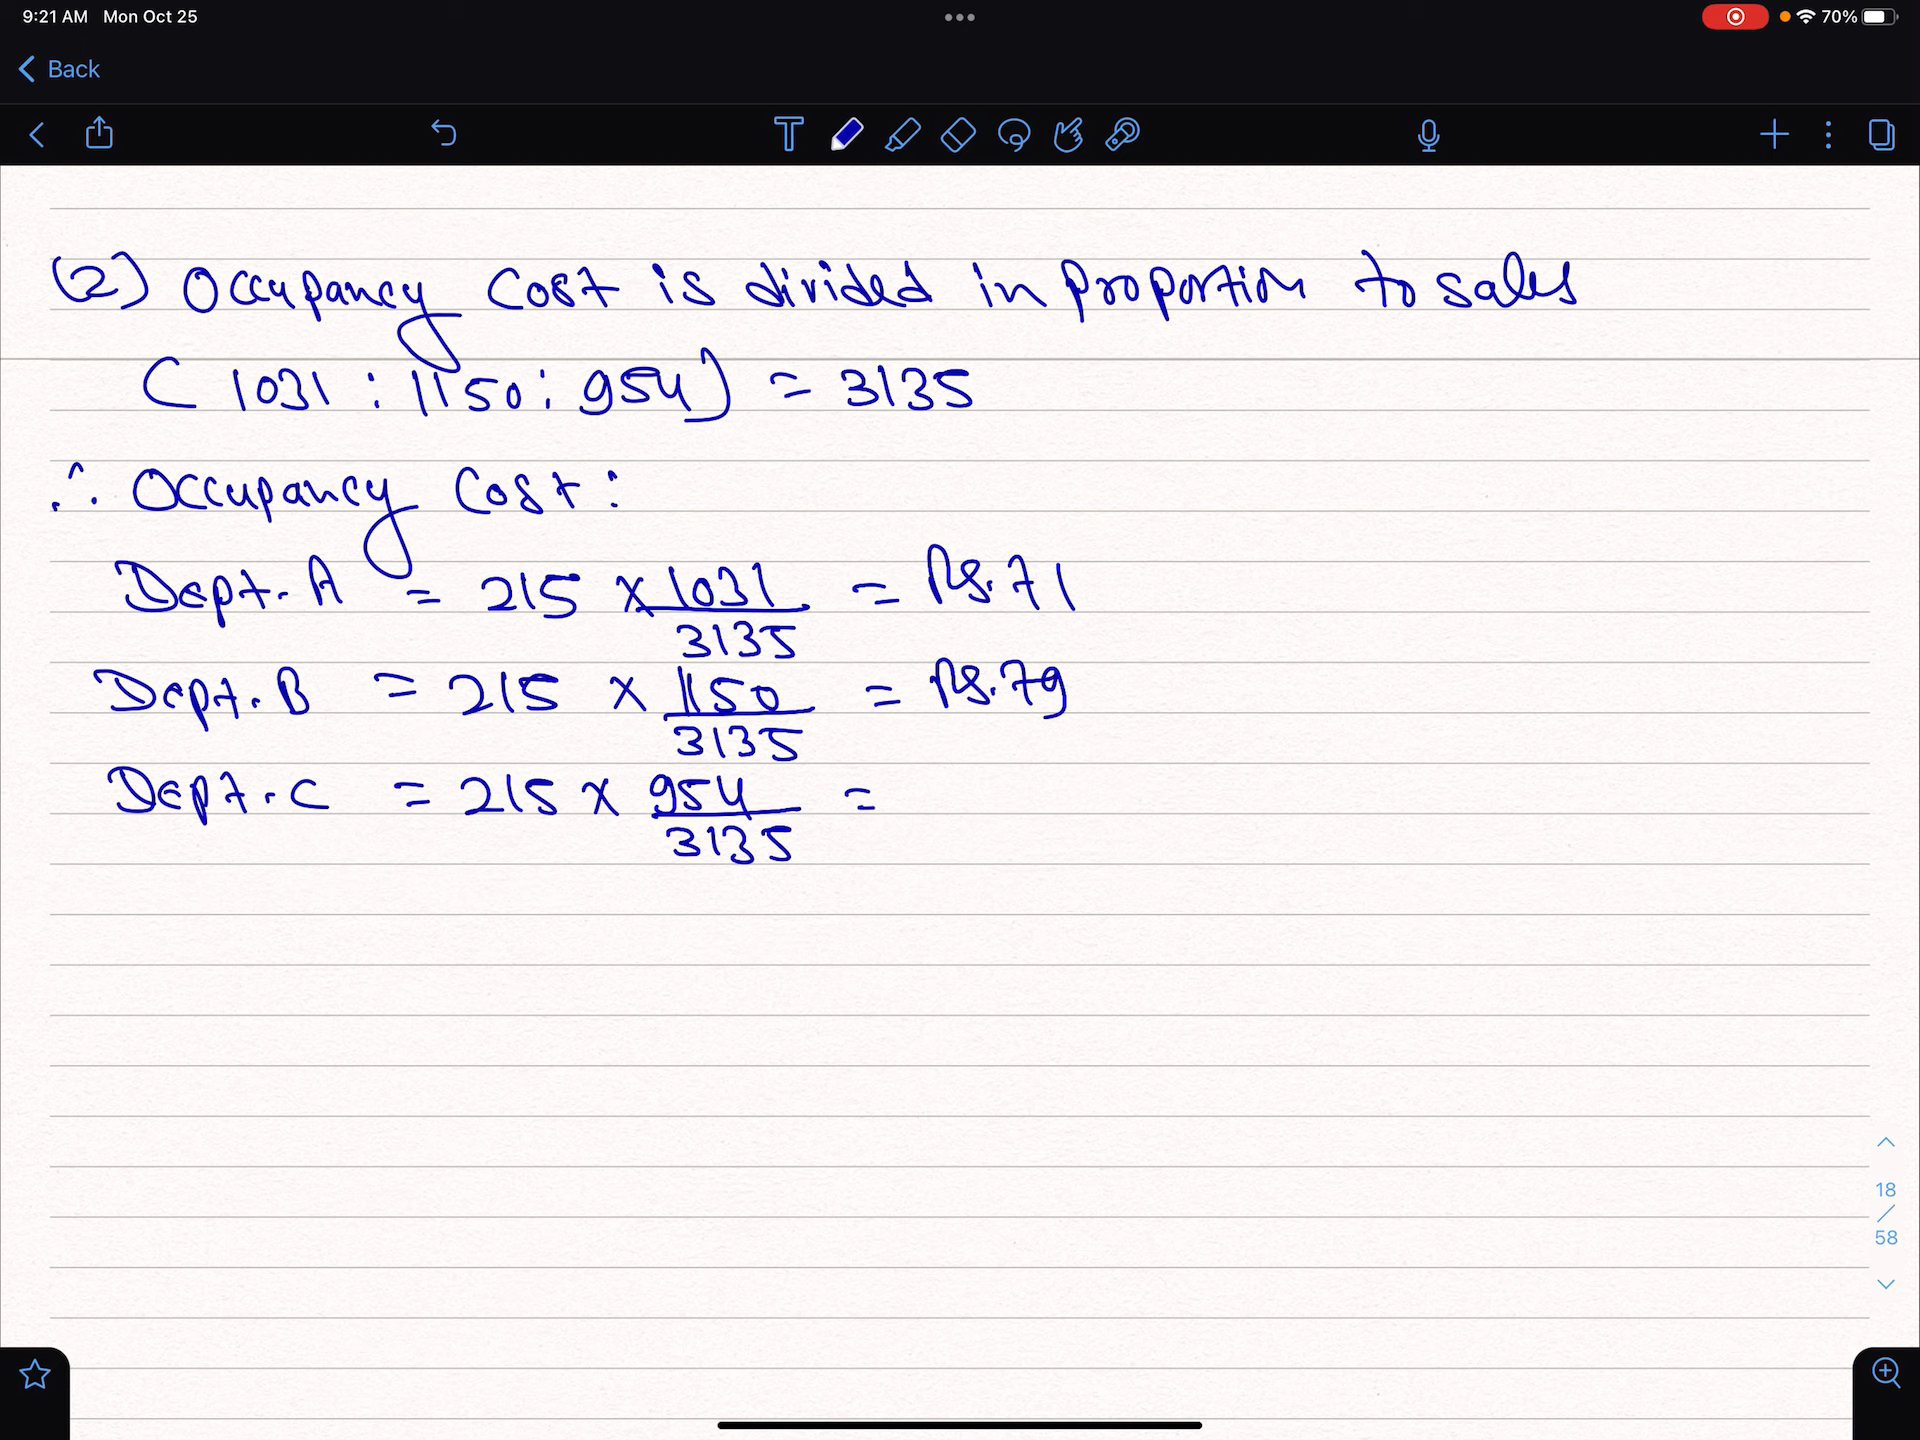 9:21 AM Mon Oct 25
70%
Back
(2) Occupancy Cost is divided in proportion to sales
(1031 : 1150 : 954) = 3135
∴ Occupancy Cost :
Dept. A = 215 × 1031/3135 = Rs. 71
Dept. B = 215 × 1150/3135 = Rs. 79
Dept. C = 215 × 954/3135 =
18
/
58